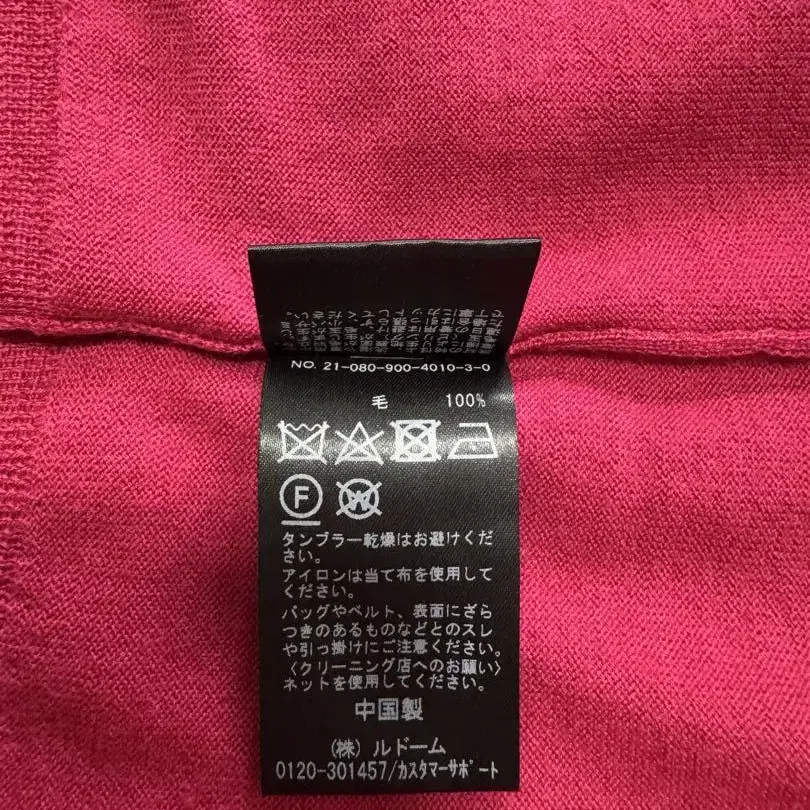 NO. 21-080-900-4010-3-0
毛 100%
F
W
タンブラー乾燥はお避けくだ
さい。
アイロンは当て布を使用して
ください。
バッグやベルト、表面にざら
つきのあるものなどとのスレ
や引っ掛けにご注意ください。
〈クリーニング店へのお願い〉
ネットを使用してください。
中国製
(株) ルドーム
0120-301457/カスタマーサポート